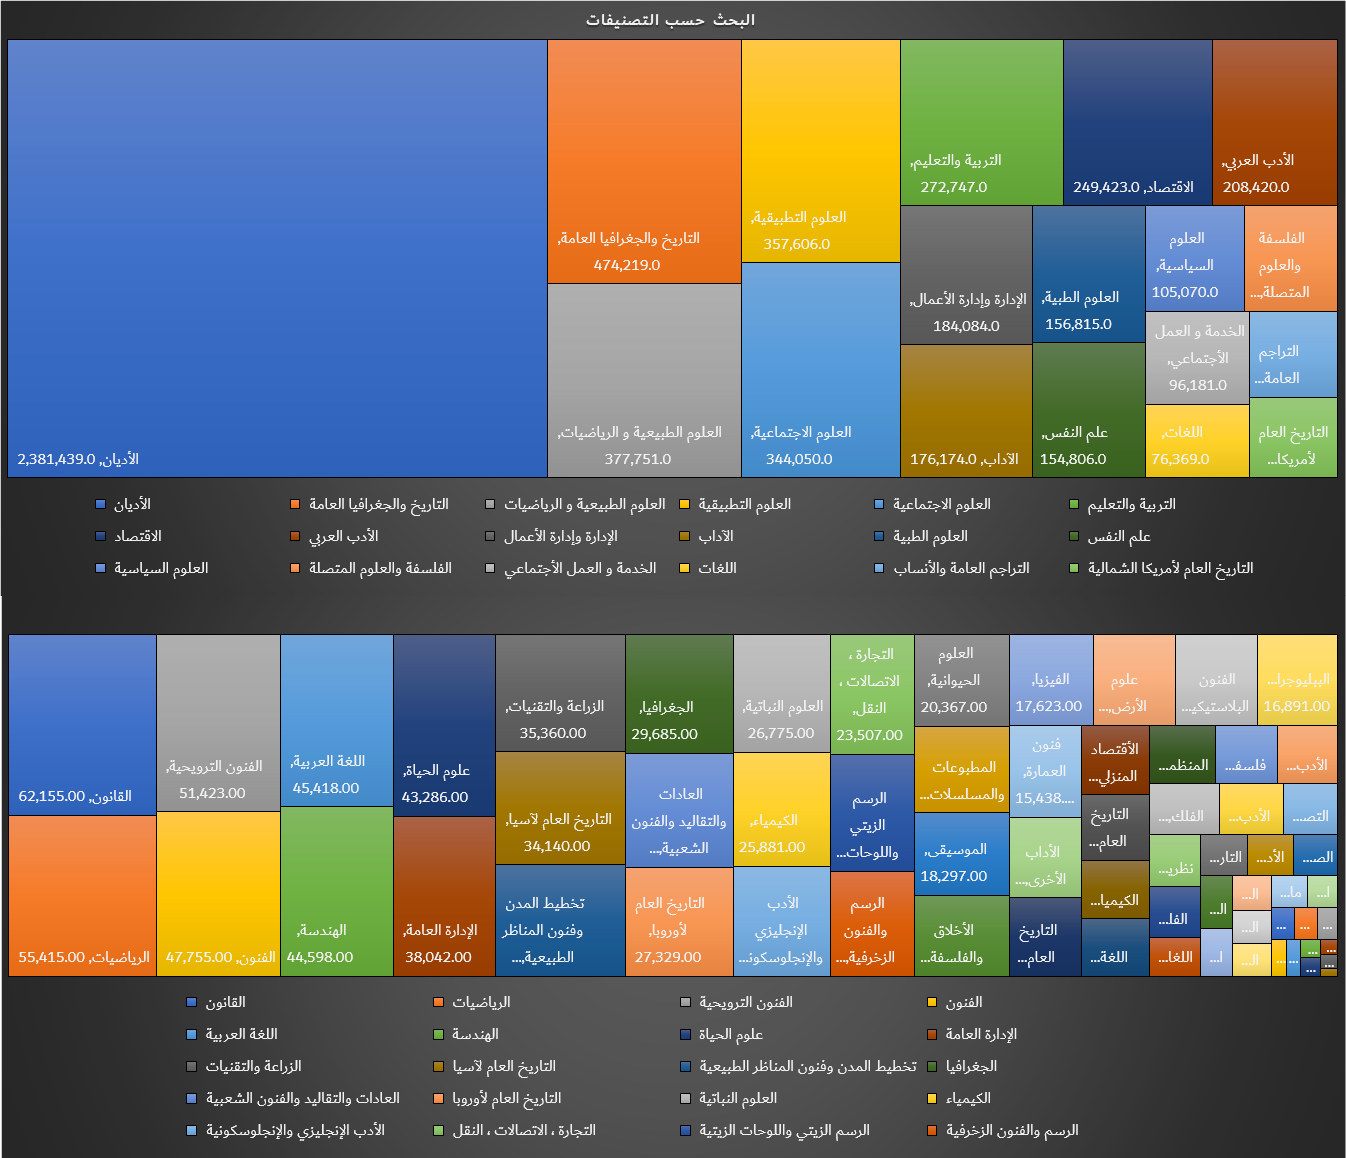 البحث حسب التصنيفات
الأديان, 2,381,439.0
التاريخ والجغرافيا العامة,
474,219.0
العلوم الطبيعية و الرياضيات,
377,751.0
العلوم التطبيقية,
357,606.0
العلوم الاجتماعية,
344,050.0
التربية والتعليم,
272,747.0
الاقتصاد, 249,423.0
الأدب العربي,
208,420.0
الإدارة وإدارة الأعمال,
184,084.0
الآداب, 176,174.0
العلوم الطبية,
156,815.0
علم النفس,
154,806.0
العلوم
السياسية,
105,070.0
الفلسفة
والعلوم
المتصلة,...
الخدمة و العمل
الأجتماعي,
96,181.0
اللغات,
76,369.0
التراجم
العامة...
التاريخ العام
لأمريكا...
الأديان
التاريخ والجغرافيا العامة
العلوم الطبيعية و الرياضيات
العلوم التطبيقية
العلوم الاجتماعية
التربية والتعليم
الاقتصاد
الأدب العربي
الإدارة وإدارة الأعمال
الآداب
العلوم الطبية
علم النفس
العلوم السياسية
الفلسفة والعلوم المتصلة
الخدمة و العمل الأجتماعي
اللغات
التراجم العامة والأنساب
التاريخ العام لأمريكا الشمالية
القانون, 62,155.00
الرياضيات, 55,415.00
الفنون الترويحية,
51,423.00
الفنون, 47,755.00
اللغة العربية,
45,418.00
الهندسة,
44,598.00
علوم الحياة,
43,286.00
الإدارة العامة,
38,042.00
الزراعة والتقنيات,
35,360.00
التاريخ العام لآسيا,
34,140.00
تخطيط المدن
وفنون المناظر
الطبيعية,...
الجغرافيا,
29,685.00
العادات
والتقاليد والفنون
الشعبية,...
التاريخ العام
لأوروبا,
27,329.00
العلوم النباتية,
26,775.00
الكيمياء,
25,881.00
الأدب
الإنجليزي
والإنجلوسكونـ...
التجارة ،
الاتصالات ،
النقل,
23,507.00
الرسم
الزيتي
واللوحات...
الرسم
والفنون
الزخرفية,...
العلوم
الحيوانية,
20,367.00
المطبوعات
والمسلسلات...
الموسيقى,
18,297.00
الأخلاق
والفلسفة...
الفيزيا,
17,623.00
فنون
العمارة,
15,438....
الأداب
الأخرى,...
التاريخ
العام...
علوم
الأرض,...
الفنون
البلاستيكيـ...
الببليوجرا...
16,891.00
الأقتصاد
المنزلي...
التاريخ
العام...
الكيميا...
اللغة...
المنظمـ...
فلسفـ...
الأدب...
الفلك,...
الأدب...
التصـ...
نظريـ...
التار...
الأد...
الصـ...
الفلـ...
اللغا...
الـ...
ا...
الـ...
الـ...
الـ...
ما...
ا...
...
...
...
...
...
...
...
...
...
القانون
الرياضيات
الفنون الترويحية
الفنون
اللغة العربية
الهندسة
علوم الحياة
الإدارة العامة
الزراعة والتقنيات
التاريخ العام لآسيا
تخطيط المدن وفنون المناظر الطبيعية
الجغرافيا
العادات والتقاليد والفنون الشعبية
التاريخ العام لأوروبا
العلوم النباتية
الكيمياء
الأدب الإنجليزي والإنجلوسكونية
التجارة ، الاتصالات ، النقل
الرسم الزيتي واللوحات الزيتية
الرسم والفنون الزخرفية